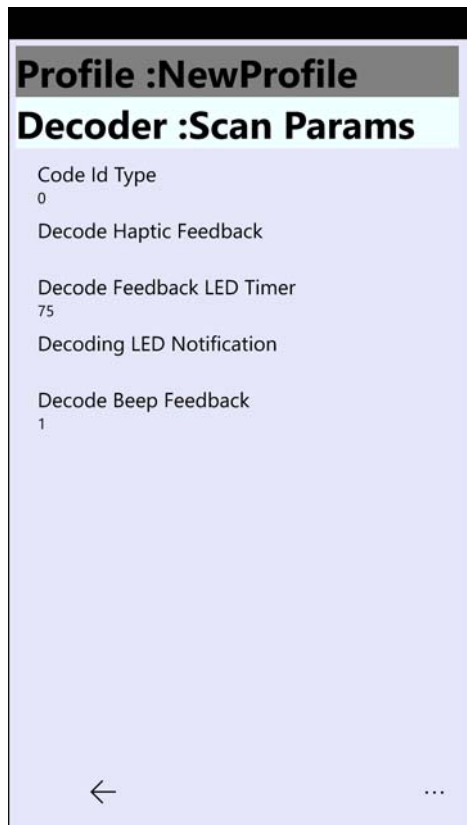 Profile :NewProfile
Decoder :Scan Params
Code Id Type
0
Decode Haptic Feedback
Decode Feedback LED Timer
75
Decoding LED Notification
Decode Beep Feedback
1
...